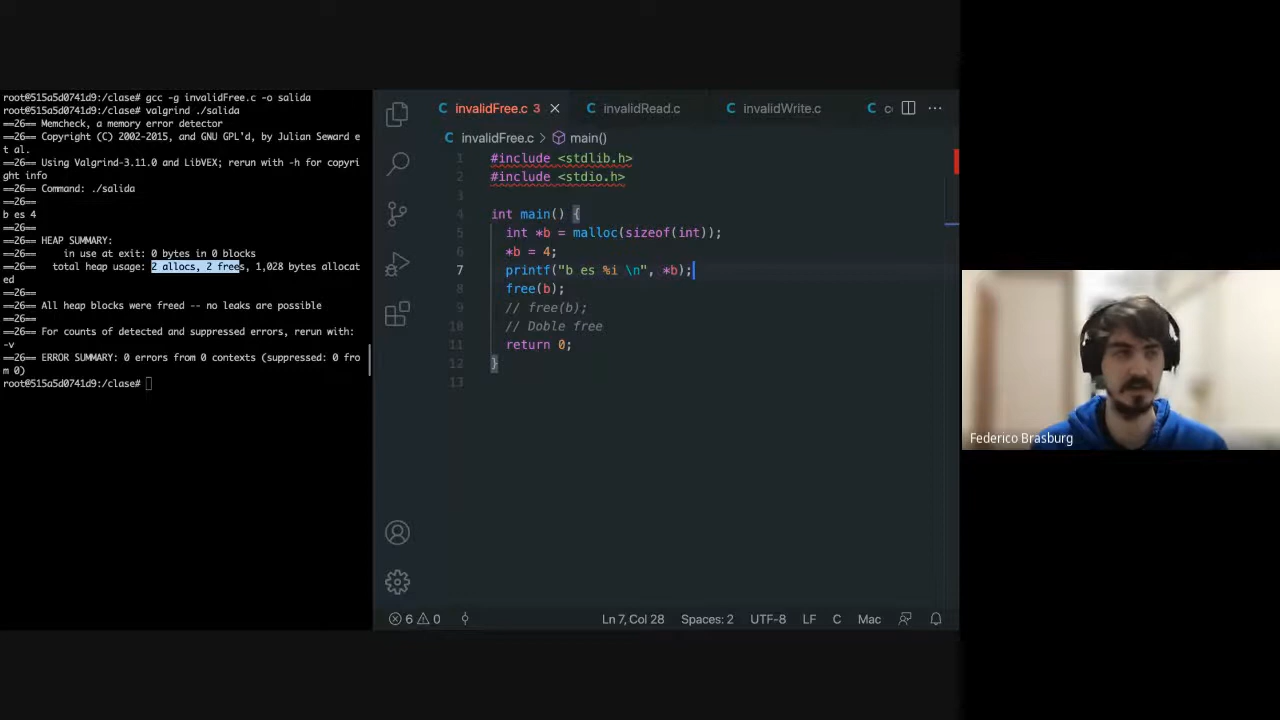 root@515a5d0741d9:/clase# gcc -g invalidFree.c -o salida
root@515a5d0741d9:/clase# valgrind ./salida
==26== Memcheck, a memory error detector
==26== Copyright (C) 2002-2015, and GNU GPL'd, by Julian Seward e
t al.
==26== Using Valgrind-3.11.0 and LibVEX; rerun with -h for copyri
ght info
==26== Command: ./salida
==26==
b es 4
==26==
==26== HEAP SUMMARY:
==26==     in use at exit: 0 bytes in 0 blocks
==26==   total heap usage: 2 allocs, 2 frees, 1,028 bytes allocat
ed
==26==
==26== All heap blocks were freed -- no leaks are possible
==26==
==26== For counts of detected and suppressed errors, rerun with:
-v
==26== ERROR SUMMARY: 0 errors from 0 contexts (suppressed: 0 fro
m 0)
root@515a5d0741d9:/clase#
C invalidFree.c 3 C invalidRead.c C invalidWrite.c C
C invalidFree.c > main()
1 #include <stdlib.h>
2 #include <stdio.h>
3
4 int main() {
5   int *b = malloc(sizeof(int));
6   *b = 4;
7   printf("b es %i \n", *b);
8   free(b);
9   // free(b);
10   // Doble free
11   return 0;
12 }
13
6 0 Ln 7, Col 28 Spaces: 2 UTF-8 LF C Mac
Federico Brasburg